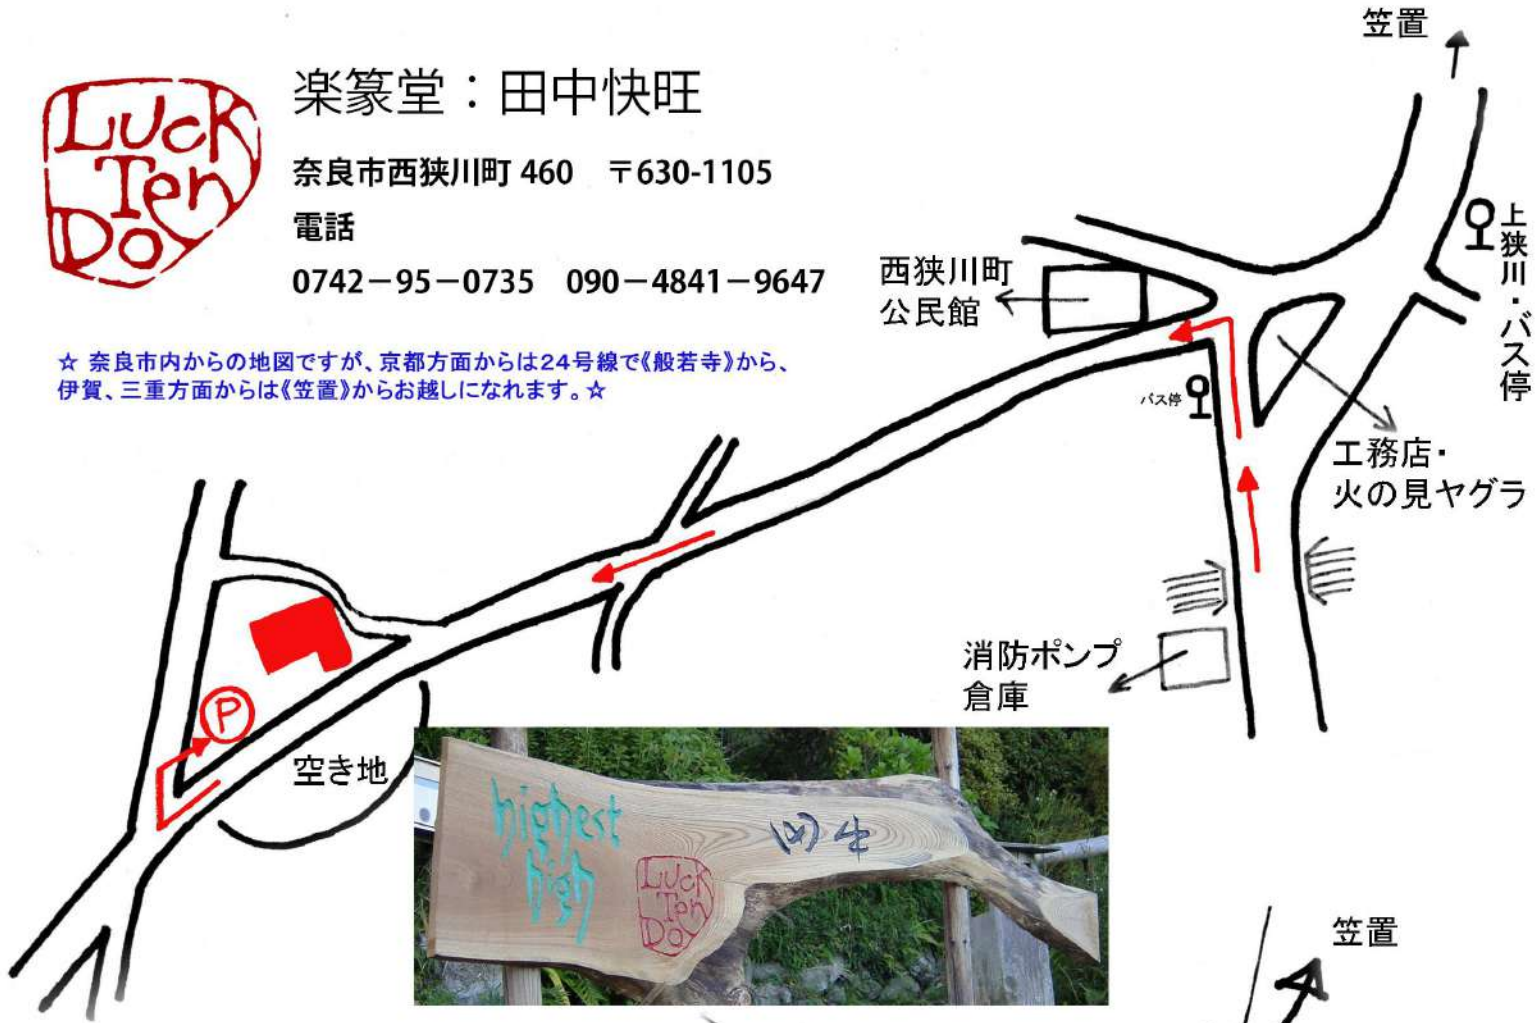 Luck
Ten
Do
楽篆堂：田中快旺
奈良市西狭川町 460　〒630-1105
電話
0742－95－0735　090－4841－9647
☆ 奈良市内からの地図ですが、京都方面からは２４号線で《般若寺》から、
伊賀、三重方面からは《笠置》からお越しになれます。☆
笠置
上狭川・バス停
西狭川町
公民館
バス停
工務店・
火の見ヤグラ
消防ポンプ
倉庫
P
空き地
highest
high
田中
Luck
Ten
Do
笠置